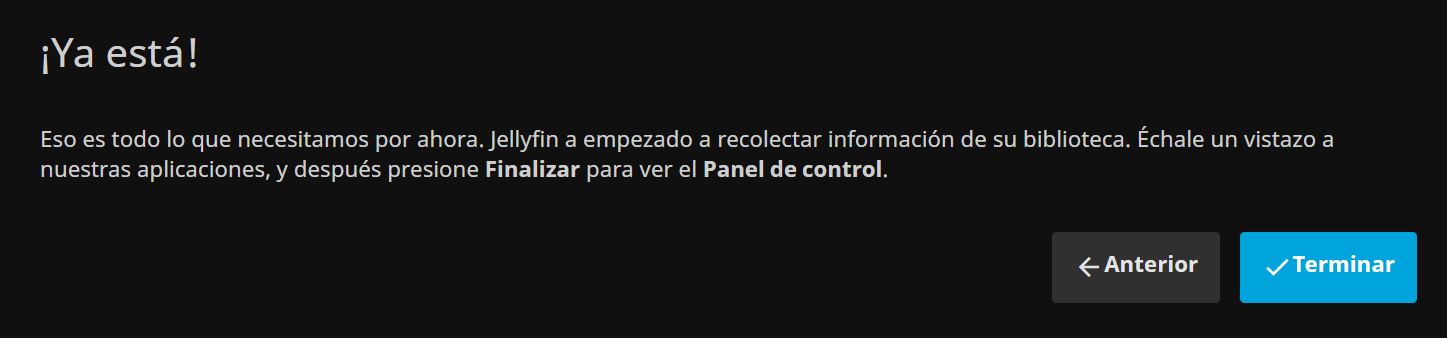 ¡Ya está!
Eso es todo lo que necesitamos por ahora. Jellyfin a empezado a recolectar información de su biblioteca. Échale un vistazo a
nuestras aplicaciones, y después presione Finalizar para ver el Panel de control.
Anterior
Terminar